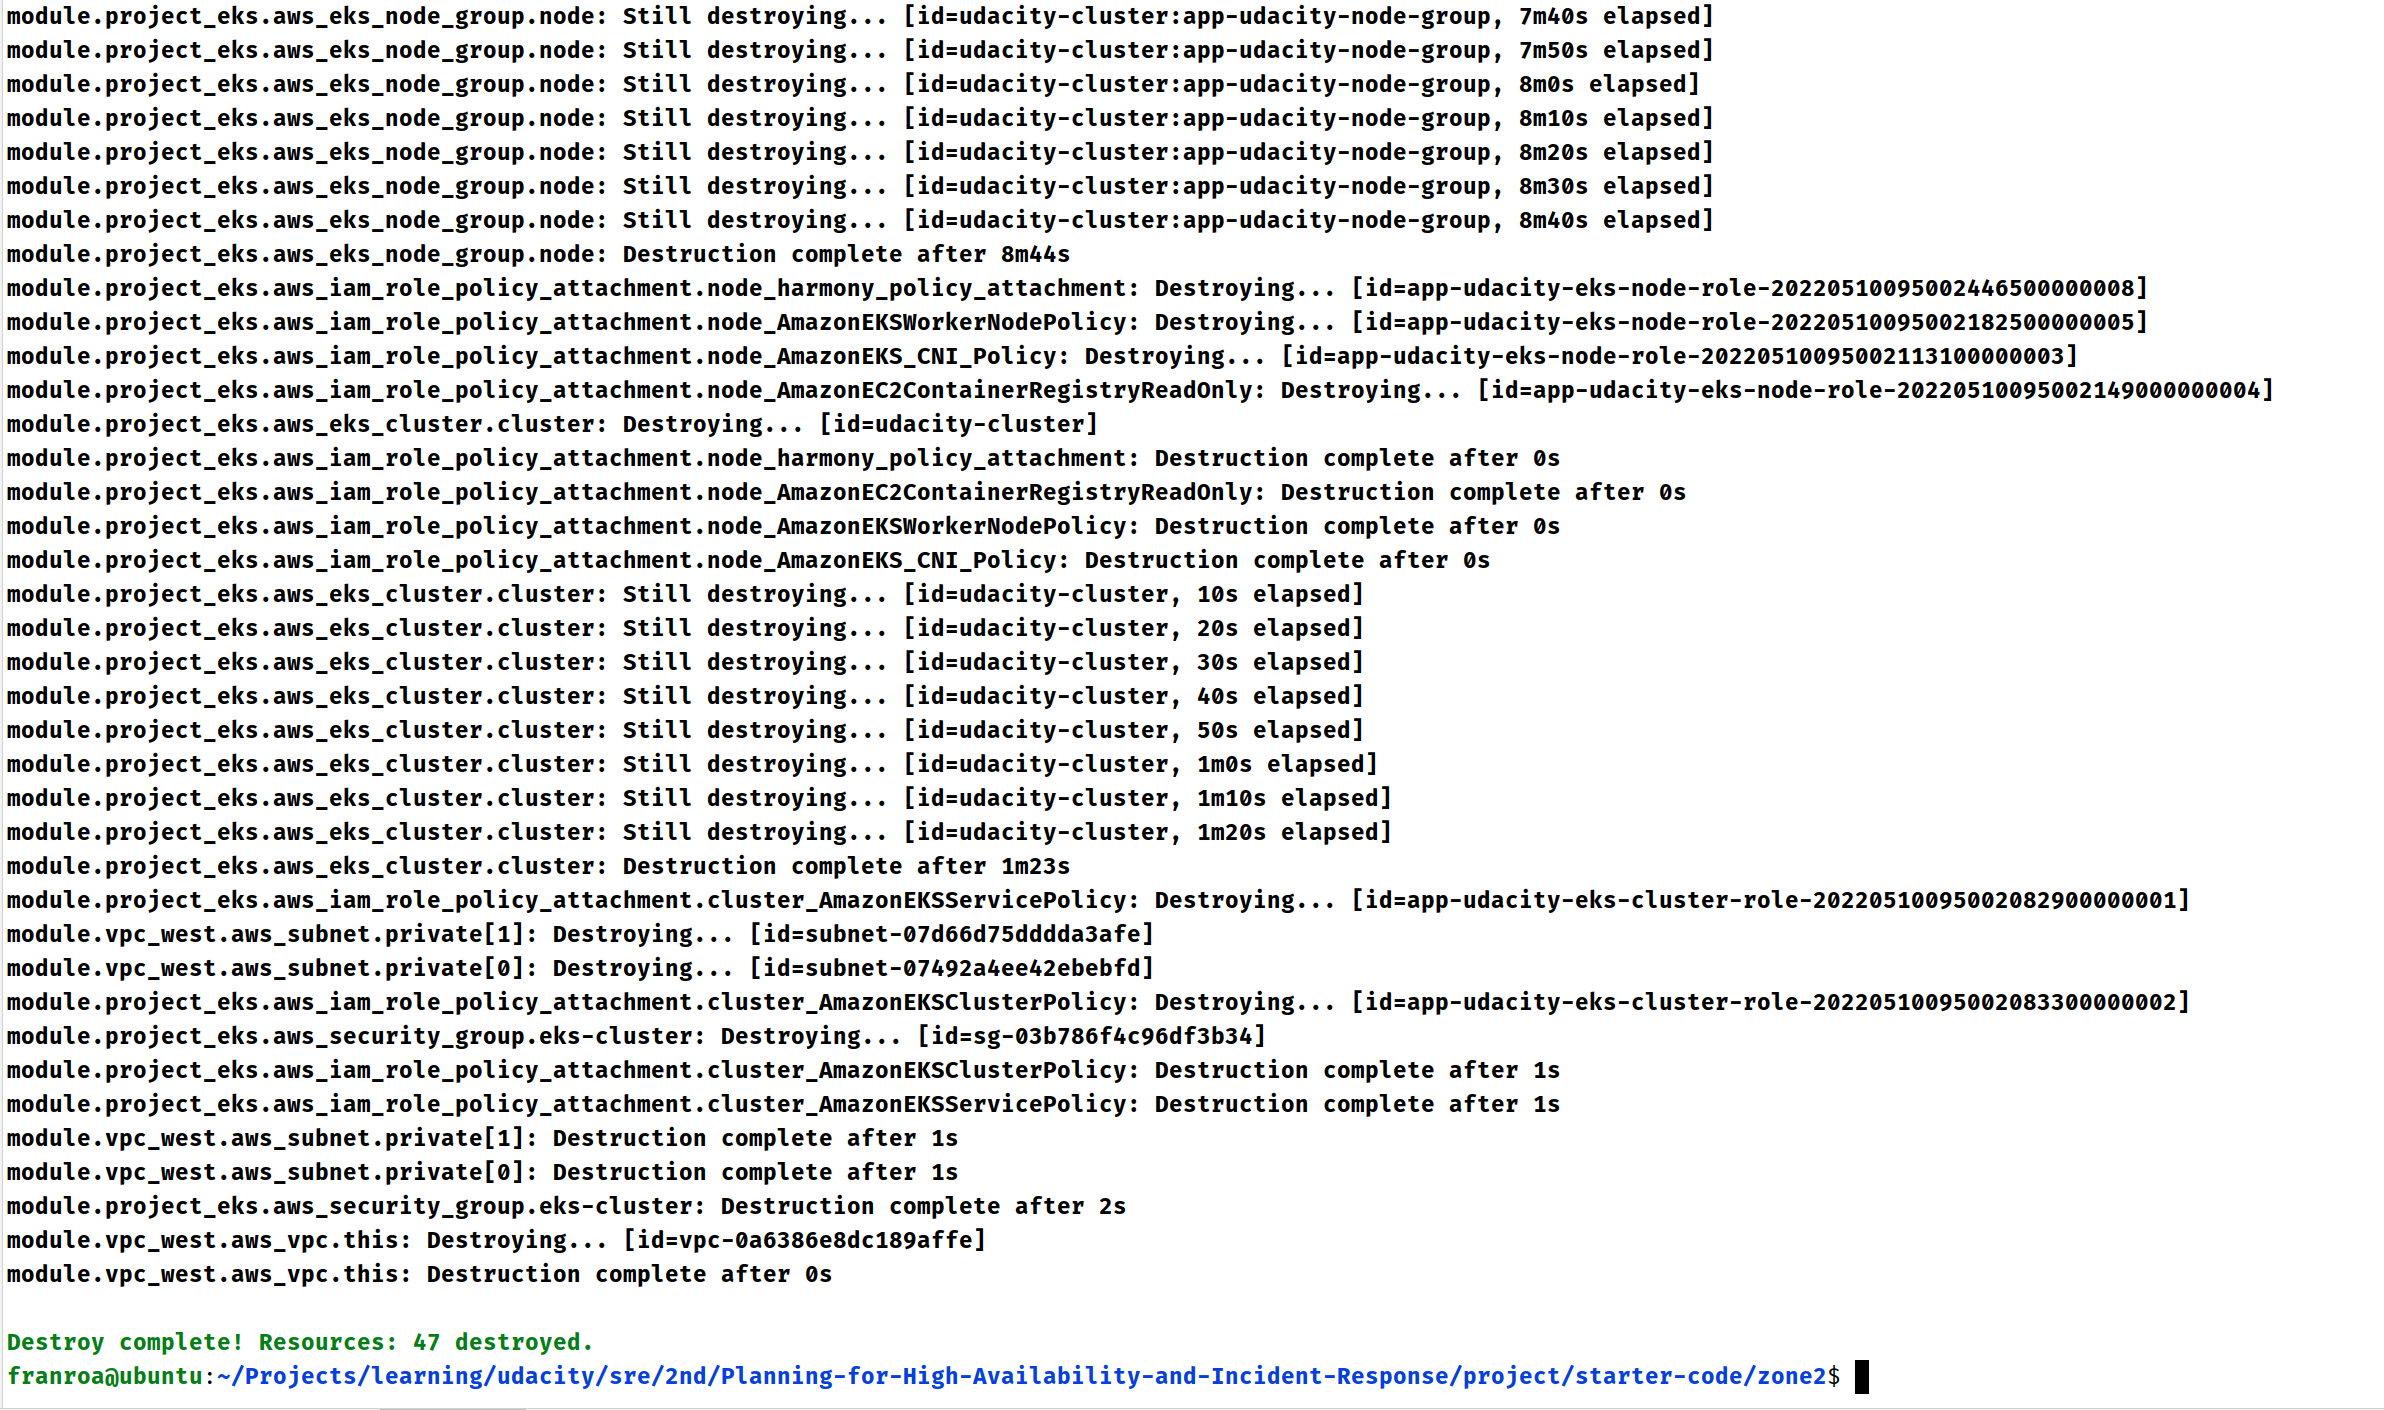 module.project_eks.aws_eks_node_group.node: Still destroying... [id=udacity-cluster:app-udacity-node-group, 7m40s elapsed]
module.project_eks.aws_eks_node_group.node: Still destroying... [id=udacity-cluster:app-udacity-node-group, 7m50s elapsed]
module.project_eks.aws_eks_node_group.node: Still destroying... [id=udacity-cluster:app-udacity-node-group, 8m0s elapsed]
module.project_eks.aws_eks_node_group.node: Still destroying... [id=udacity-cluster:app-udacity-node-group, 8m10s elapsed]
module.project_eks.aws_eks_node_group.node: Still destroying... [id=udacity-cluster:app-udacity-node-group, 8m20s elapsed]
module.project_eks.aws_eks_node_group.node: Still destroying... [id=udacity-cluster:app-udacity-node-group, 8m30s elapsed]
module.project_eks.aws_eks_node_group.node: Still destroying... [id=udacity-cluster:app-udacity-node-group, 8m40s elapsed]
module.project_eks.aws_eks_node_group.node: Destruction complete after 8m44s
module.project_eks.aws_iam_role_policy_attachment.node_harmony_policy_attachment: Destroying... [id=app-udacity-eks-node-role-20220510095002446500000008]
module.project_eks.aws_iam_role_policy_attachment.node_AmazonEKSWorkerNodePolicy: Destroying... [id=app-udacity-eks-node-role-20220510095002182500000005]
module.project_eks.aws_iam_role_policy_attachment.node_AmazonEKS_CNI_Policy: Destroying... [id=app-udacity-eks-node-role-20220510095002113100000003]
module.project_eks.aws_iam_role_policy_attachment.node_AmazonEC2ContainerRegistryReadOnly: Destroying... [id=app-udacity-eks-node-role-20220510095002149000000004]
module.project_eks.aws_eks_cluster.cluster: Destroying... [id=udacity-cluster]
module.project_eks.aws_iam_role_policy_attachment.node_harmony_policy_attachment: Destruction complete after 0s
module.project_eks.aws_iam_role_policy_attachment.node_AmazonEC2ContainerRegistryReadOnly: Destruction complete after 0s
module.project_eks.aws_iam_role_policy_attachment.node_AmazonEKSWorkerNodePolicy: Destruction complete after 0s
module.project_eks.aws_iam_role_policy_attachment.node_AmazonEKS_CNI_Policy: Destruction complete after 0s
module.project_eks.aws_eks_cluster.cluster: Still destroying... [id=udacity-cluster, 10s elapsed]
module.project_eks.aws_eks_cluster.cluster: Still destroying... [id=udacity-cluster, 20s elapsed]
module.project_eks.aws_eks_cluster.cluster: Still destroying... [id=udacity-cluster, 30s elapsed]
module.project_eks.aws_eks_cluster.cluster: Still destroying... [id=udacity-cluster, 40s elapsed]
module.project_eks.aws_eks_cluster.cluster: Still destroying... [id=udacity-cluster, 50s elapsed]
module.project_eks.aws_eks_cluster.cluster: Still destroying... [id=udacity-cluster, 1m0s elapsed]
module.project_eks.aws_eks_cluster.cluster: Still destroying... [id=udacity-cluster, 1m10s elapsed]
module.project_eks.aws_eks_cluster.cluster: Still destroying... [id=udacity-cluster, 1m20s elapsed]
module.project_eks.aws_eks_cluster.cluster: Destruction complete after 1m23s
module.project_eks.aws_iam_role_policy_attachment.cluster_AmazonEKSServicePolicy: Destroying... [id=app-udacity-eks-cluster-role-20220510095002082900000001]
module.vpc_west.aws_subnet.private[1]: Destroying... [id=subnet-07d66d75dddda3afe]
module.vpc_west.aws_subnet.private[0]: Destroying... [id=subnet-07492a4ee42ebebfd]
module.project_eks.aws_iam_role_policy_attachment.cluster_AmazonEKSClusterPolicy: Destroying... [id=app-udacity-eks-cluster-role-20220510095002083300000002]
module.project_eks.aws_security_group.eks-cluster: Destroying... [id=sg-03b786f4c96df3b34]
module.project_eks.aws_iam_role_policy_attachment.cluster_AmazonEKSClusterPolicy: Destruction complete after 1s
module.project_eks.aws_iam_role_policy_attachment.cluster_AmazonEKSServicePolicy: Destruction complete after 1s
module.vpc_west.aws_subnet.private[1]: Destruction complete after 1s
module.vpc_west.aws_subnet.private[0]: Destruction complete after 1s
module.project_eks.aws_security_group.eks-cluster: Destruction complete after 2s
module.vpc_west.aws_vpc.this: Destroying... [id=vpc-0a6386e8dc189affe]
module.vpc_west.aws_vpc.this: Destruction complete after 0s
Destroy complete! Resources: 47 destroyed.
franroa@ubuntu:~/Projects/learning/udacity/sre/2nd/Planning-for-High-Availability-and-Incident-Response/project/starter-code/zone2$